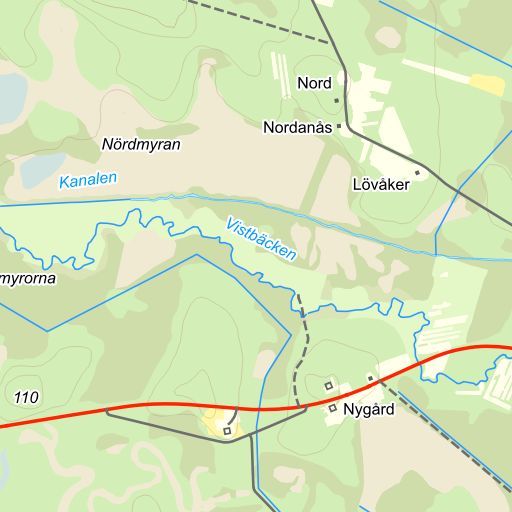 Nord
Nordanås
Nördmyran
Kanalen
Lövåker
Vistbäcken
myrorna
110
Nygård